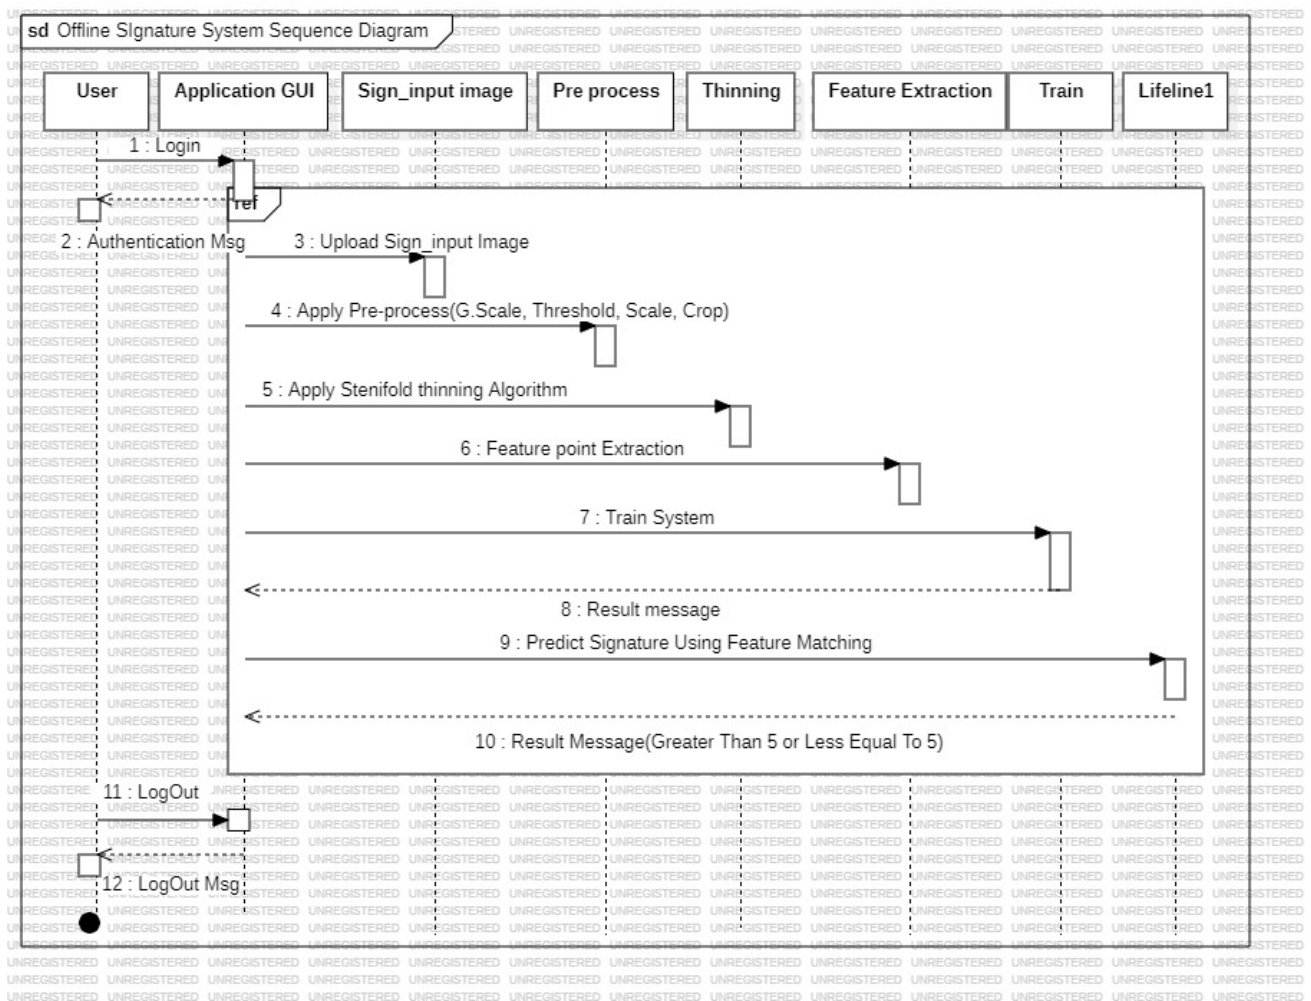 sd Offline SIgnature System Sequence Diagram
User
Application GUI
Sign_input image
Pre process
Thinning
Feature Extraction
Train
Lifeline1
1 : Login
ref
2 : Authentication Msg
3 : Upload Sign_input Image
4 : Apply Pre-process(G.Scale, Threshold, Scale, Crop)
5 : Apply Stenifold thinning Algorithm
6 : Feature point Extraction
7 : Train System
8 : Result message
9 : Predict Signature Using Feature Matching
10 : Result Message(Greater Than 5 or Less Equal To 5)
11 : LogOut
12 : LogOut Msg
UNREGISTERED